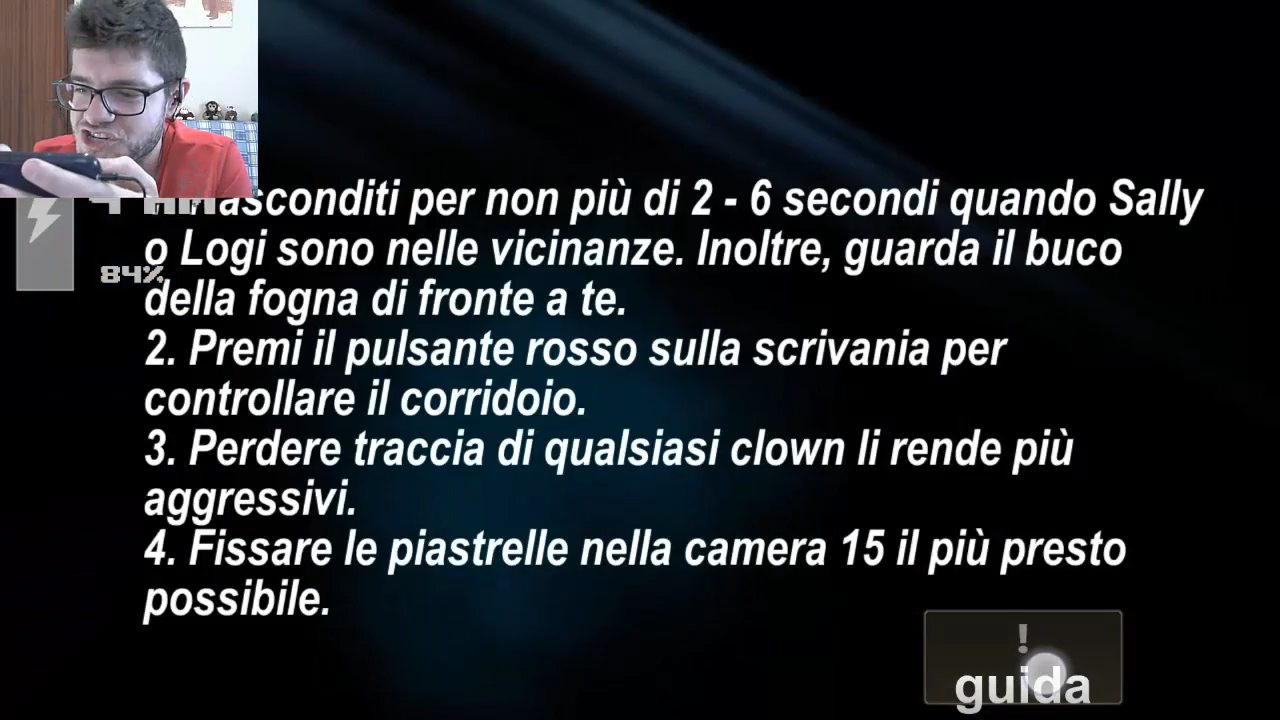 asconditi per non più di 2 - 6 secondi quando Sally
o Logi sono nelle vicinanze. Inoltre, guarda il buco
84%
della fogna di fronte a te.
2. Premi il pulsante rosso sulla scrivania per
controllare il corridoio.
3. Perdere traccia di qualsiasi clown li rende più
aggressivi.
4. Fissare le piastrelle nella camera 15 il più presto
possibile.
!
guida